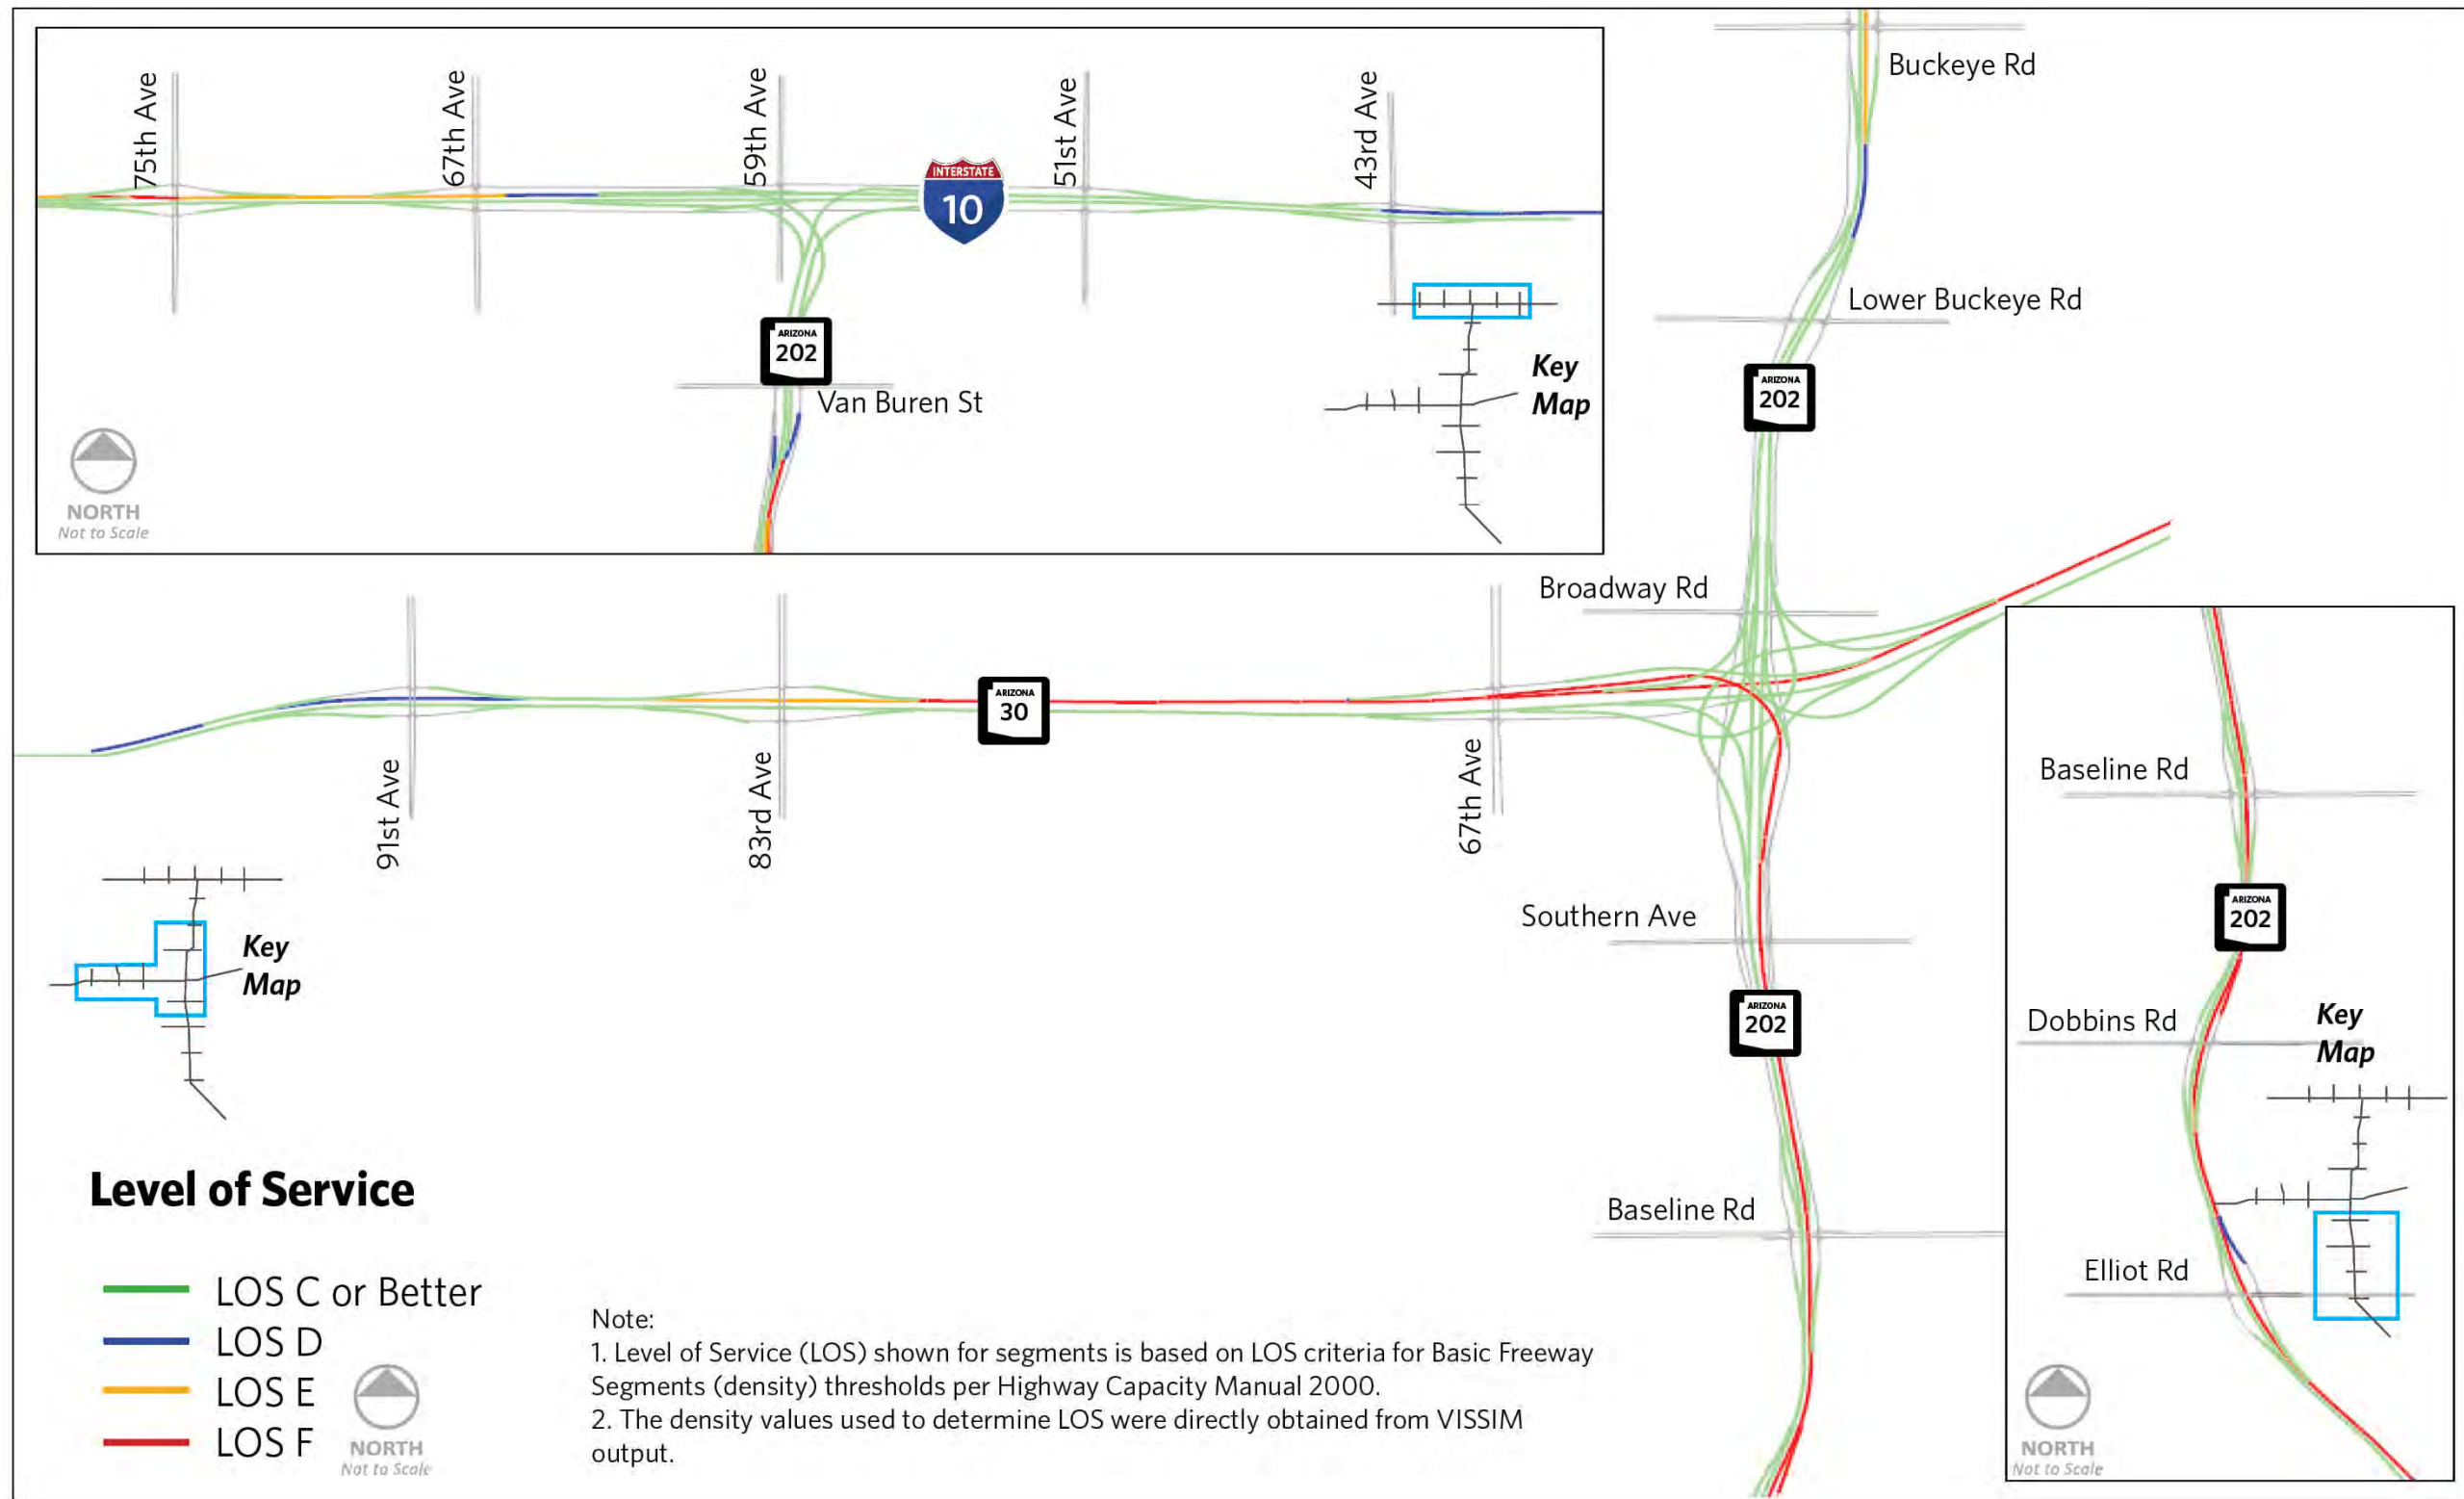 75th Ave
67th Ave
59th Ave
51st Ave
43rd Ave
INTERSTATE
10
ARIZONA
202
Van Buren St
Key
Map
NORTH
Not to Scale
Buckeye Rd
Lower Buckeye Rd
ARIZONA
202
Broadway Rd
ARIZONA
30
91st Ave
83rd Ave
67th Ave
Southern Ave
ARIZONA
202
Baseline Rd
Key
Map
Baseline Rd
ARIZONA
202
Dobbins Rd
Key
Map
Elliot Rd
NORTH
Not to Scale
Level of Service
LOS C or Better
LOS D
LOS E
LOS F
NORTH
Not to Scale
Note:
1. Level of Service (LOS) shown for segments is based on LOS criteria for Basic Freeway
Segments (density) thresholds per Highway Capacity Manual 2000.
2. The density values used to determine LOS were directly obtained from VISSIM
output.